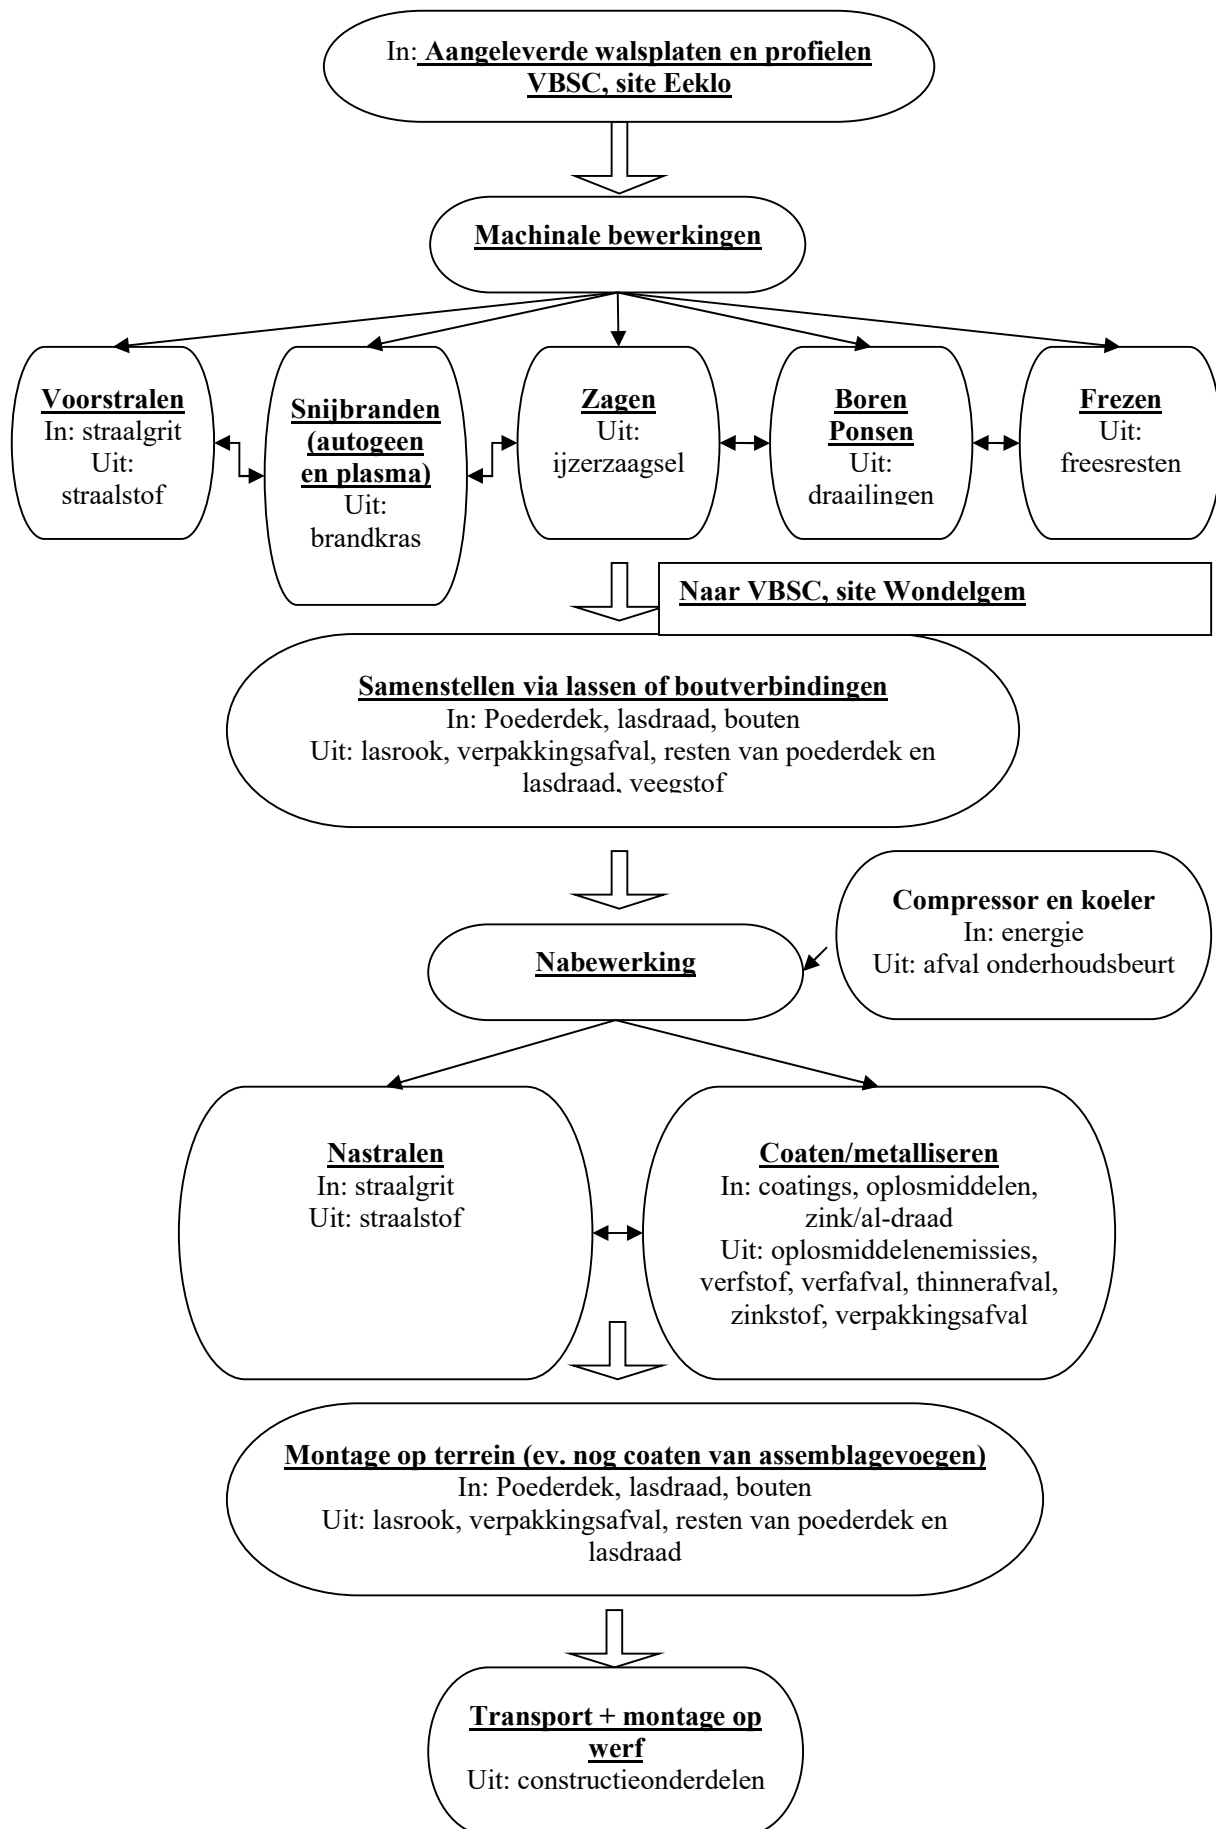 In: Aangeleverde walsplaten en profielen
VBSC, site Eeklo
Machinale bewerkingen
Voorstralen
In: straalgrit
Uit:
straalstof
Snijbranden
(autogeen
en plasma)
Uit:
brandkras
Zagen
Uit:
ijzerzaagsel
Boren
Ponsen
Uit:
draailingen
Frezen
Uit:
freesresten
Naar VBSC, site Wondelgem
Samenstellen via lassen of boutverbindingen
In: Poederdek, lasdraad, bouten
Uit: lasrook, verpakkingsafval, resten van poederdek en
lasdraad, veegstof
Compressor en koeler
In: energie
Uit: afval onderhoudsbeurt
Nabewerking
Nastralen
In: straalgrit
Uit: straalstof
Coaten/metalliseren
In: coatings, oplosmiddelen,
zink/al-draad
Uit: oplosmiddelenemissies,
verfstof, verfafval, thinnerafval,
zinkstof, verpakkingsafval
Montage op terrein (ev. nog coaten van assemblagevoegen)
In: Poederdek, lasdraad, bouten
Uit: lasrook, verpakkingsafval, resten van poederdek en
lasdraad
Transport + montage op
werf
Uit: constructieonderdelen